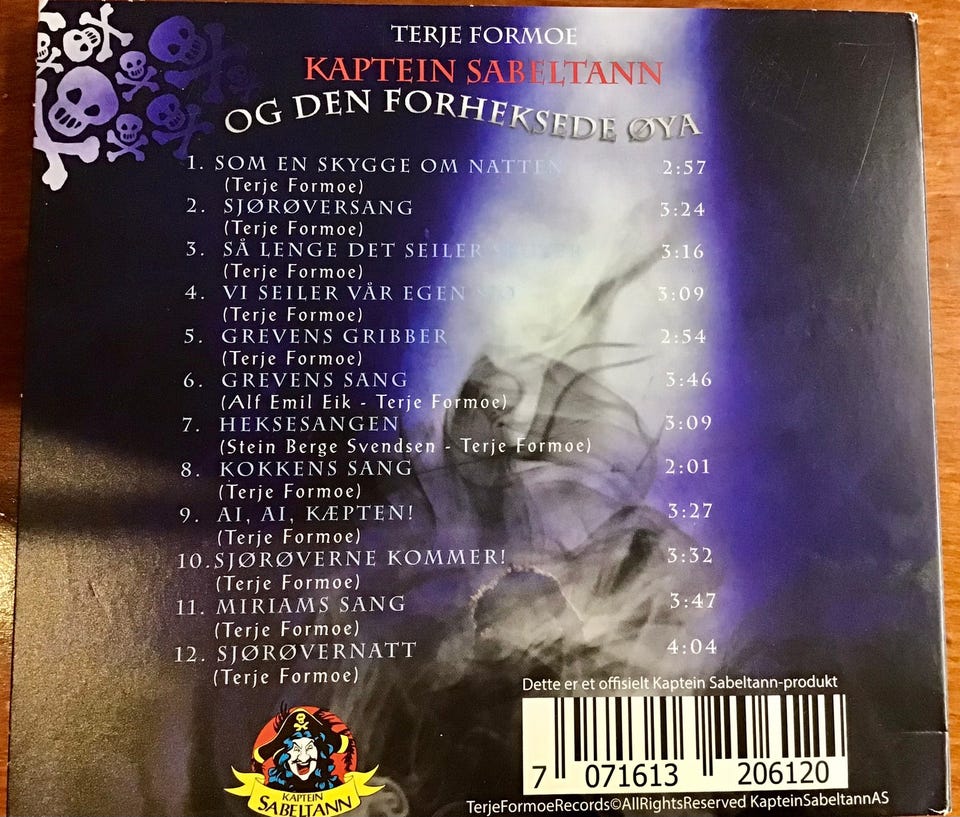 TERJE FORMOE
KAPTEIN SABELTANN
OG DEN FORHEKSEDE ØYA
1. SOM EN SKYGGE OM NATTEN 2:57
(Terje Formoe)
2. SJØRØVERSANG 3:24
(Terje Formoe)
3. SÅ LENGE DET SEILER 3:16
(Terje Formoe)
4. VI SEILER VÅR EGEN 3:09
(Terje Formoe)
5. GREVENS GRIBBER 2:54
(Terje Formoe)
6. GREVENS SANG 3:46
(Alf Emil Eik - Terje Formoe)
7. HEKSESANGEN 3:09
(Stein Berge Svendsen - Terje Formoe)
8. KOKKENS SANG 2:01
(Terje Formoe)
9. AI, AI, KÆPTEN! 3:27
(Terje Formoe)
10. SJØRØVERNE KOMMER! 3:32
(Terje Formoe)
11. MIRIAMS SANG 3:47
(Terje Formoe)
12. SJØRØVERNATT 4:04
(Terje Formoe)
Dette er et offisielt Kaptein Sabeltann-produkt
7 071613 206120
KAPTEIN
SABELTANN
TerjeFormoeRecords©AllRightsReserved KapteinSabeltannAS